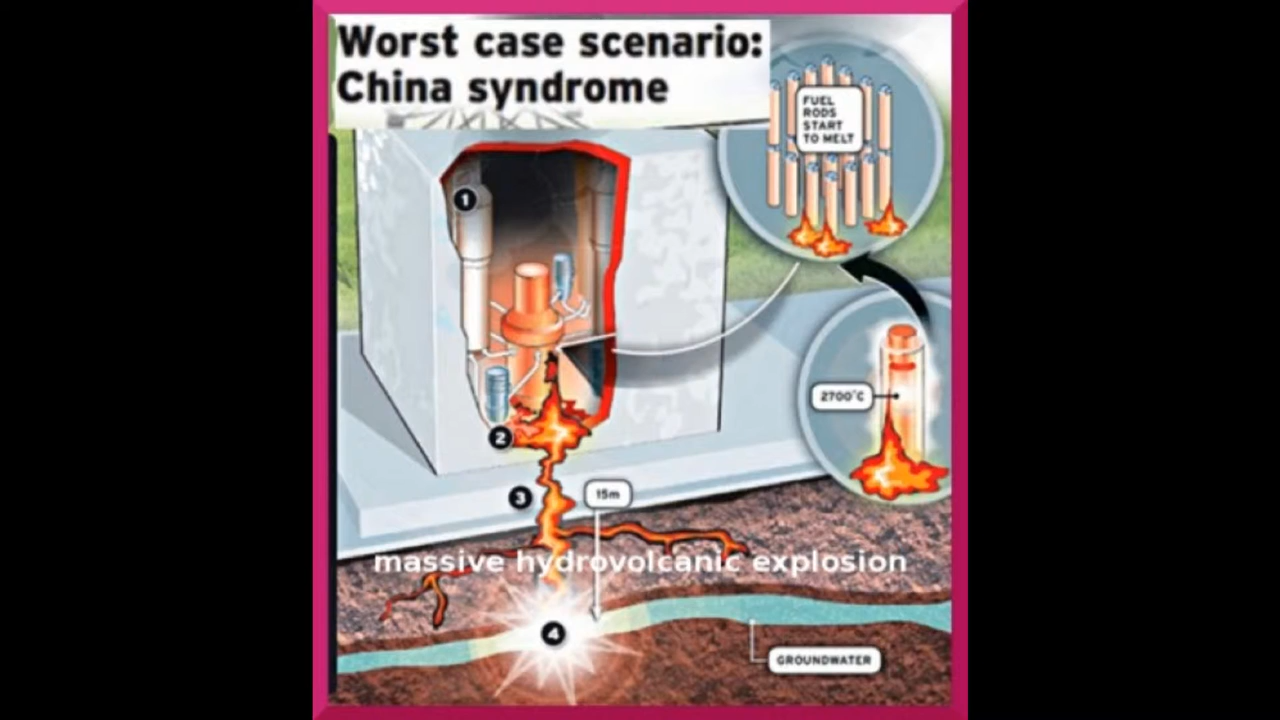 Worst case scenario:
China syndrome
FUEL
RODS
START
TO MELT
1
2700°C
2
3
15m
massive hydrovolcanic explosion
4
GROUNDWATER